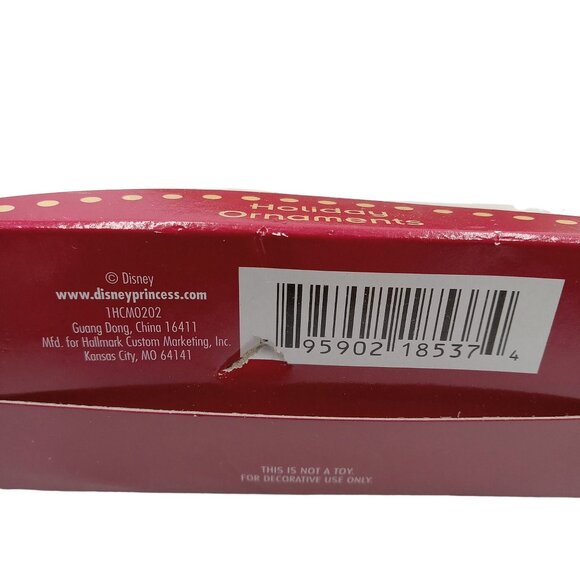 Holiday
Ornaments
© Disney
www.disneyprincess.com
1HCM0202
Guang Dong, China 16411
Mfd. for Hallmark Custom Marketing, Inc.
Kansas City, MO 64141
95902 18537 4
THIS IS NOT A TOY.
FOR DECORATIVE USE ONLY.